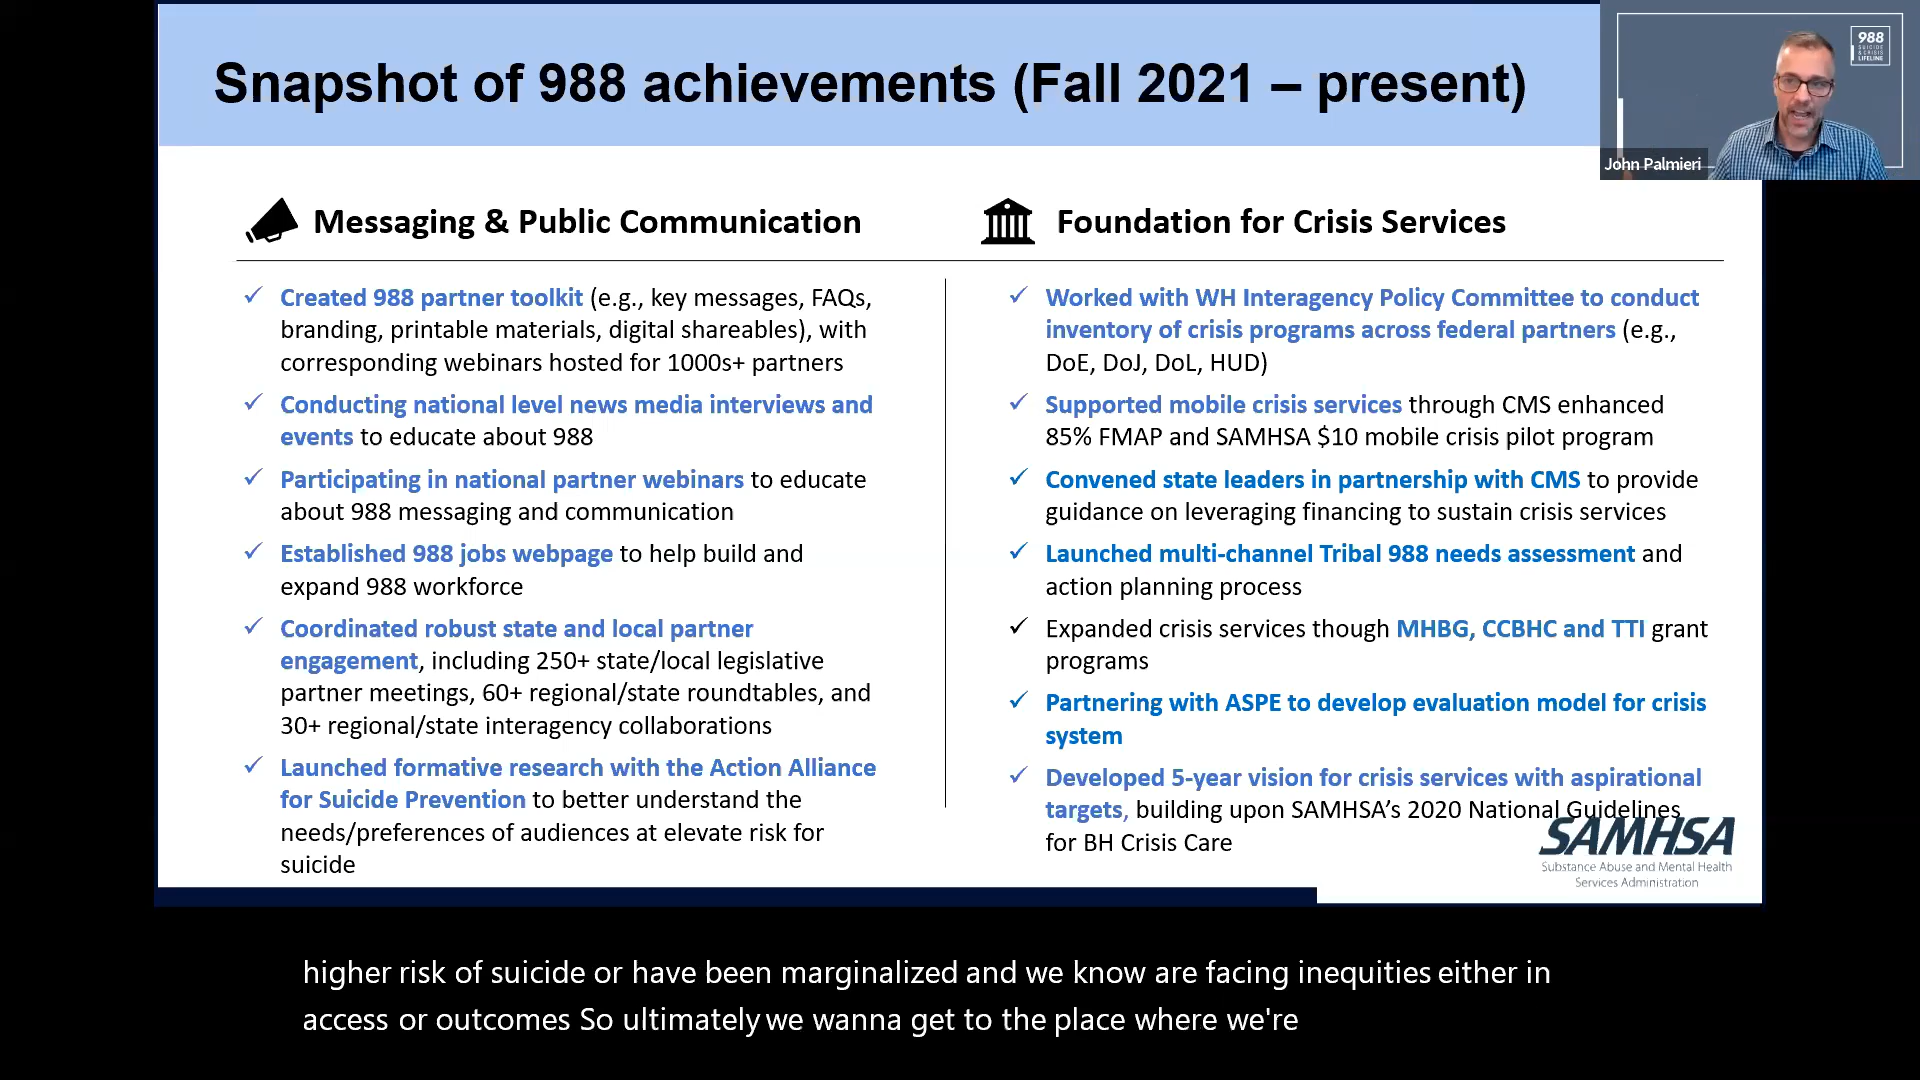 Snapshot of 988 achievements (Fall 2021 – present)
988
SUICIDE
& CRISIS
LIFELINE
John Palmieri
Messaging & Public Communication
✓ Created 988 partner toolkit (e.g., key messages, FAQs,
branding, printable materials, digital shareables), with
corresponding webinars hosted for 1000s+ partners
✓ Conducting national level news media interviews and
events to educate about 988
✓ Participating in national partner webinars to educate
about 988 messaging and communication
✓ Established 988 jobs webpage to help build and
expand 988 workforce
✓ Coordinated robust state and local partner
engagement, including 250+ state/local legislative
partner meetings, 60+ regional/state roundtables, and
30+ regional/state interagency collaborations
✓ Launched formative research with the Action Alliance
for Suicide Prevention to better understand the
needs/preferences of audiences at elevate risk for
suicide
Foundation for Crisis Services
✓ Worked with WH Interagency Policy Committee to conduct
inventory of crisis programs across federal partners (e.g.,
DoE, DoJ, DoL, HUD)
✓ Supported mobile crisis services through CMS enhanced
85% FMAP and SAMHSA $10 mobile crisis pilot program
✓ Convened state leaders in partnership with CMS to provide
guidance on leveraging financing to sustain crisis services
✓ Launched multi-channel Tribal 988 needs assessment and
action planning process
✓ Expanded crisis services though MHBG, CCBHC and TTI grant
programs
✓ Partnering with ASPE to develop evaluation model for crisis
system
✓ Developed 5-year vision for crisis services with aspirational
targets, building upon SAMHSA’s 2020 National Guidelines
for BH Crisis Care
SAMHSA
Substance Abuse and Mental Health
Services Administration
higher risk of suicide or have been marginalized and we know are facing inequities either in
access or outcomes So ultimately we wanna get to the place where we're